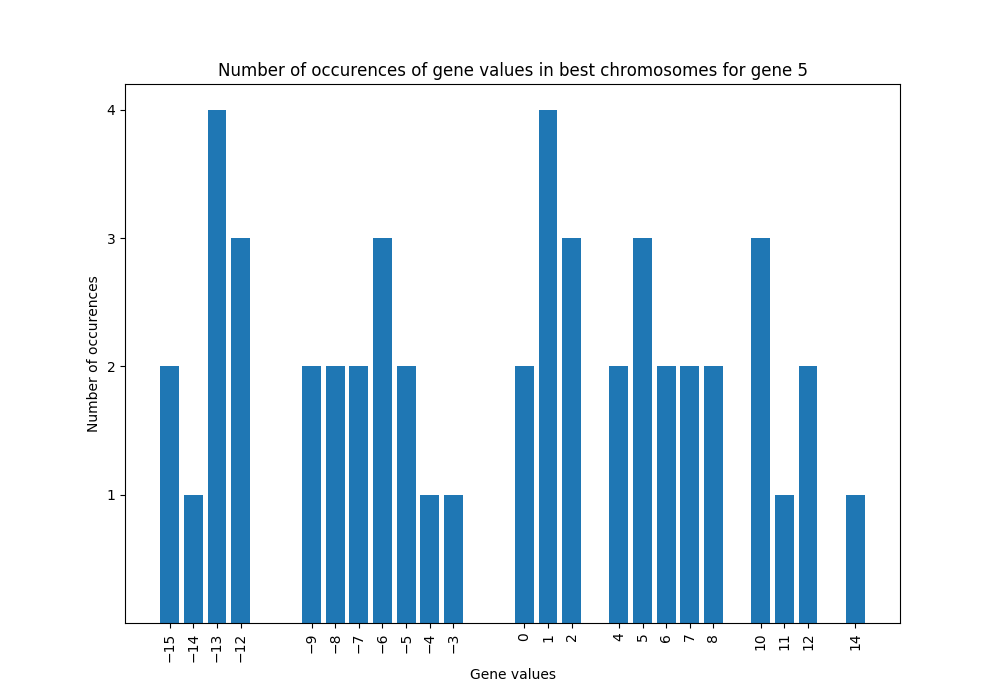 Number of occurences of gene values in best chromosomes for gene 5
Number of occurences
4
3
2
1
−15 −14 −13 −12 −9 −8 −7 −6 −5 −4 −3 0 1 2 4 5 6 7 8 10 11 12 14
Gene values